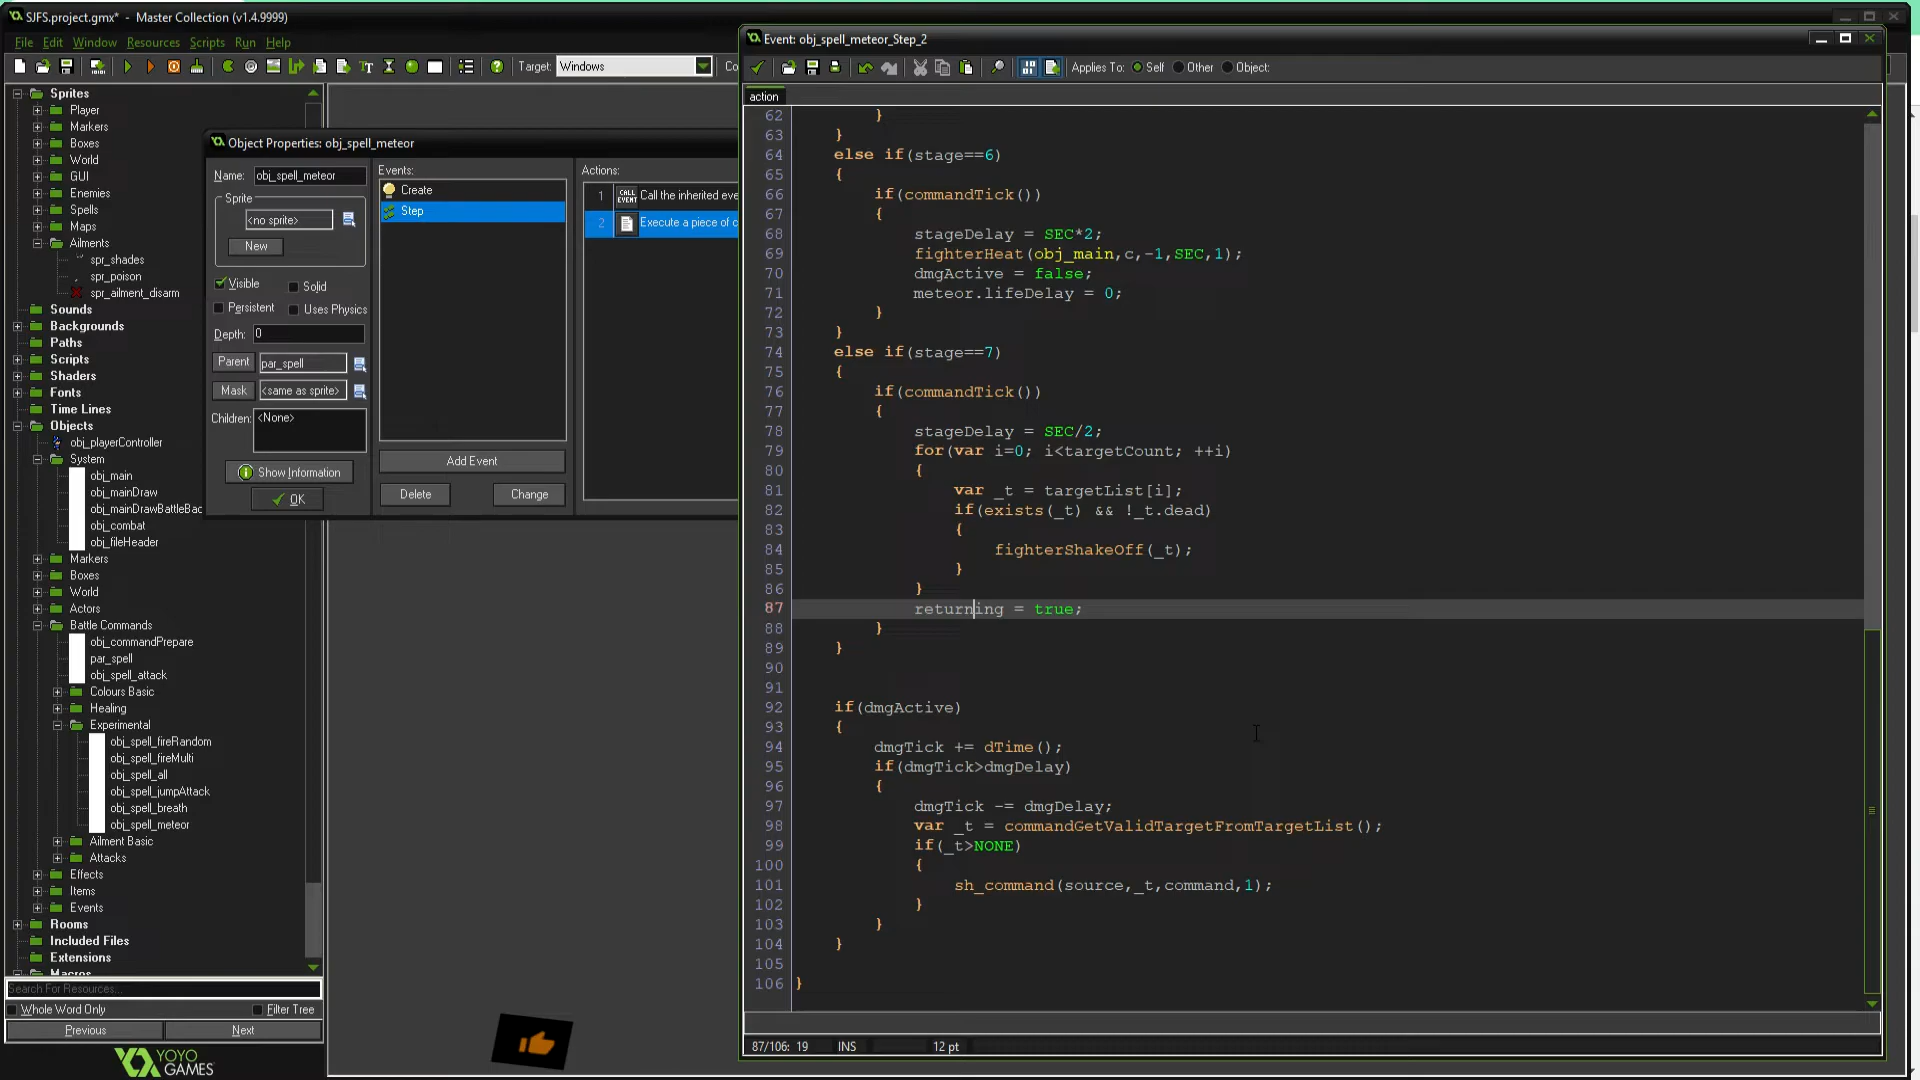 SJFS.project.gmx* - Master Collection (v1.4.9999)
File Edit Window Resources Scripts Run Help
Target: Windows
Sprites
Player
Markers
Boxes
World
GUI
Enemies
Spells
Maps
Ailments
spr_shades
spr_poison
spr_ailment_disarm
Sounds
Backgrounds
Paths
Scripts
Shaders
Fonts
Time Lines
Objects
obj_playerController
System
obj_main
obj_mainDraw
obj_mainDrawBattleBac
obj_combat
obj_fileHeader
Markers
Boxes
World
Actors
Battle Commands
obj_commandPrepare
par_spell
obj_spell_attack
Colours Basic
Healing
Experimental
obj_spell_fireRandom
obj_spell_fireMulti
obj_spell_all
obj_spell_jumpAttack
obj_spell_breath
obj_spell_meteor
Ailment Basic
Attacks
Effects
Items
Events
Rooms
Included Files
Extensions
Macros
Search For Resources...
Whole Word Only Filter Tree
Previous Next
YOYO
GAMES
Object Properties: obj_spell_meteor
Name: obj_spell_meteor
Sprite
<no sprite>
New
Visible Solid
Persistent Uses Physics
Depth: 0
Parent par_spell
Mask <same as sprite>
Children: <None>
Show Information
OK
Events:
Create
Step
Add Event
Delete Change
Actions:
1 CALL EVENT Call the inherited eve
2 Execute a piece of c
Event: obj_spell_meteor_Step_2
Applies To: Self Other Object:
action
62 }
63 }
64 else if(stage==6)
65 {
66 if(commandTick())
67 {
68 stageDelay = SEC*2;
69 fighterHeat(obj_main,c,-1,SEC,1);
70 dmgActive = false;
71 meteor.lifeDelay = 0;
72 }
73 }
74 else if(stage==7)
75 {
76 if(commandTick())
77 {
78 stageDelay = SEC/2;
79 for(var i=0; i<targetCount; ++i)
80 {
81 var _t = targetList[i];
82 if(exists(_t) && !_t.dead)
83 {
84 fighterShakeOff(_t);
85 }
86 }
87 returning = true;
88 }
89 }
90
91
92 if(dmgActive)
93 {
94 dmgTick += dTime();
95 if(dmgTick>dmgDelay)
96 {
97 dmgTick -= dmgDelay;
98 var _t = commandGetValidTargetFromTargetList();
99 if(_t>NONE)
100 {
101 sh_command(source,_t,command,1);
102 }
103 }
104 }
105
106 }
87/106: 19 INS 12 pt